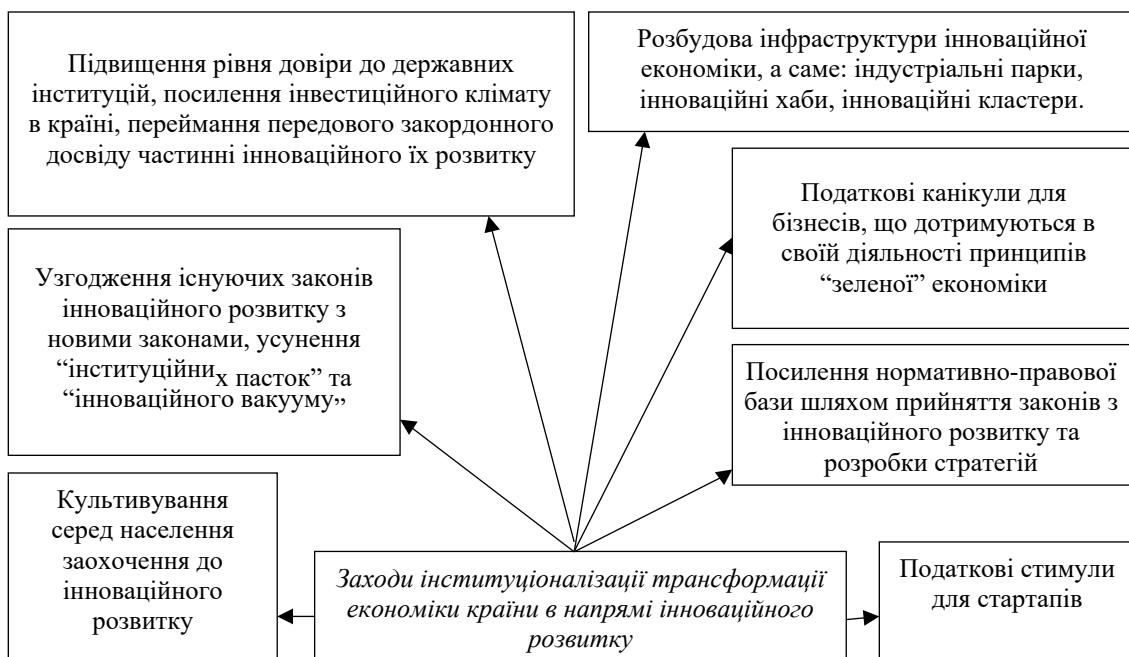 Підвищення рівня довіри до державних
інституцій, посилення інвестиційного клімату
в країні, переймання передового закордонного
досвіду частинні інноваційного їх розвитку
Розбудова інфраструктури інноваційної
економіки, а саме: індустріальні парки,
інноваційні хаби, інноваційні кластери.
Податкові канікули для
бізнесів, що дотримуються в
своїй діяльності принципів
“зеленої” економіки
Узгодження існуючих законів
інноваційного розвитку з
новими законами, усунення
“інституційних пасток” та
“інноваційного вакууму”
Посилення нормативно-правової
бази шляхом прийняття законів з
інноваційного розвитку та
розробки стратегій
Культивування
серед населення
заохочення до
інноваційного
розвитку
Заходи інституціоналізації трансформації
економіки країни в напрямі інноваційного
розвитку
Податкові стимули
для стартапів